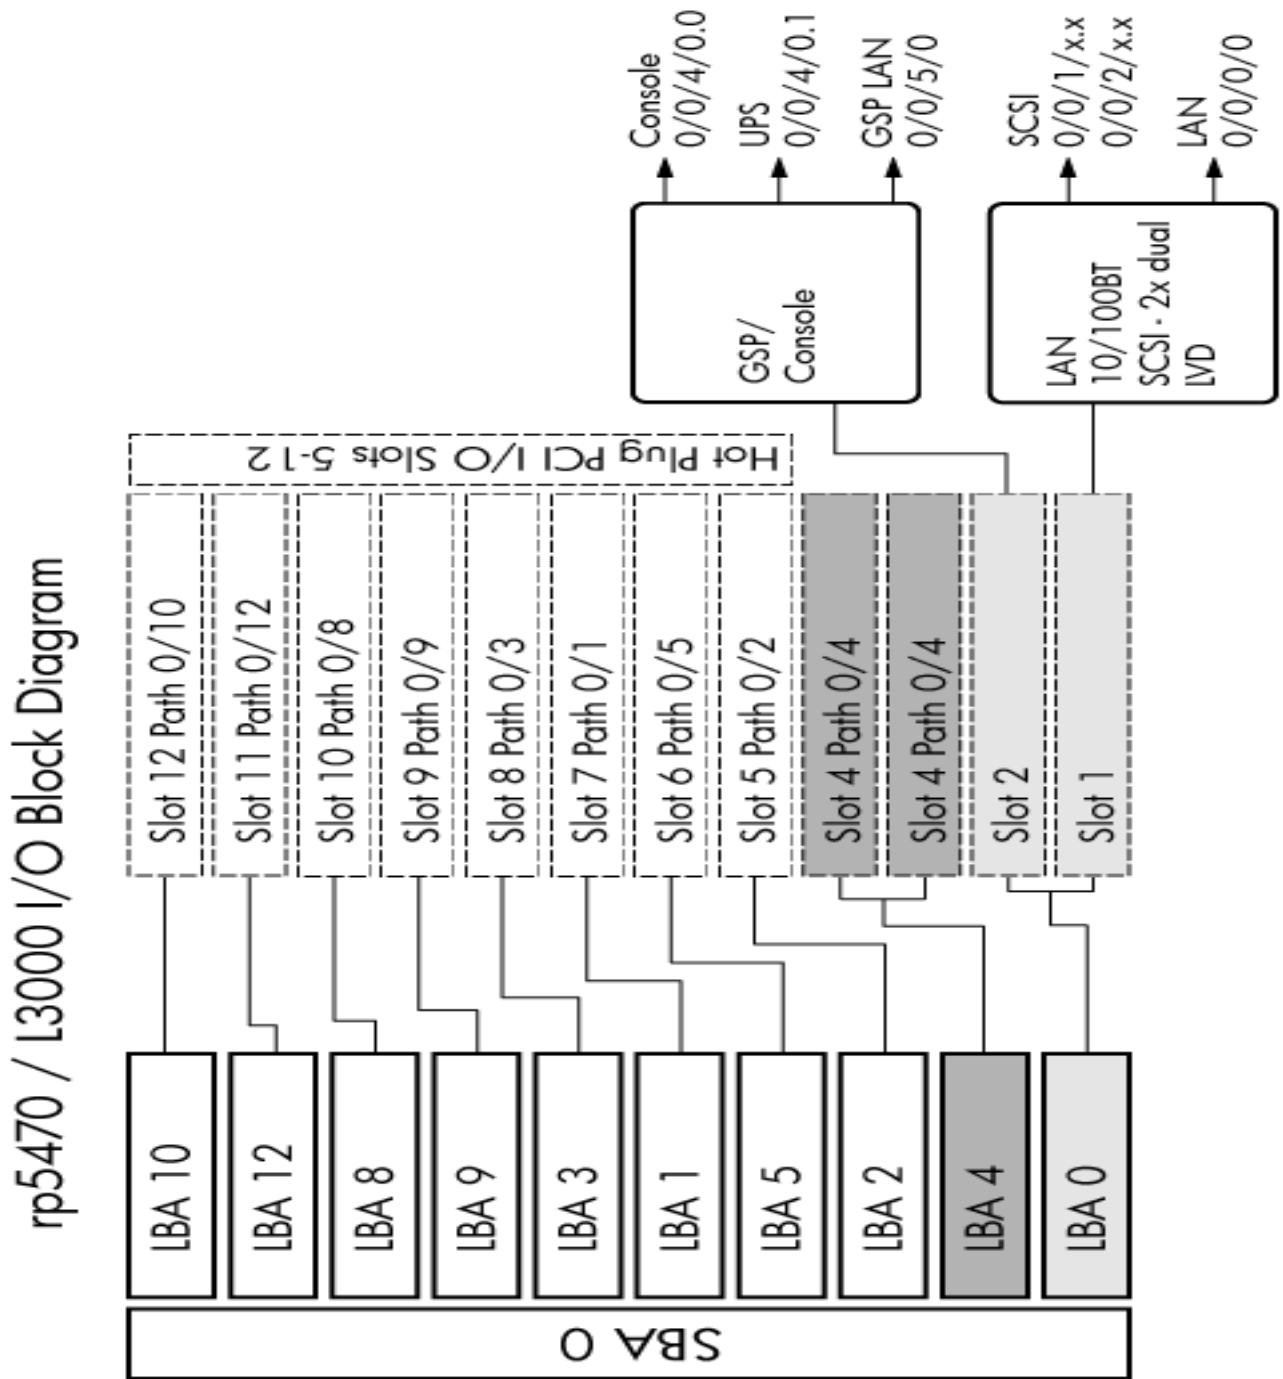 rp5470 / L3000 I/O Block Diagram
SBA 0
LBA 10
LBA 12
LBA 8
LBA 9
LBA 3
LBA 1
LBA 5
LBA 2
LBA 4
LBA 0
Slot 12 Path 0/10
Slot 11 Path 0/12
Slot 10 Path 0/8
Slot 9 Path 0/9
Slot 8 Path 0/3
Slot 7 Path 0/1
Slot 6 Path 0/5
Slot 5 Path 0/2
Slot 4 Path 0/4
Slot 4 Path 0/4
Slot 2
Slot 1
Hot Plug PCI I/O Slots 5-12
GSP/
Console
Console
0/0/4/0.0
UPS
0/0/4/0.1
GSP LAN
0/0/5/0
LAN
10/100BT
SCSI - 2x dual
LVD
SCSI
0/0/1/x.x
0/0/2/x.x
LAN
0/0/0/0